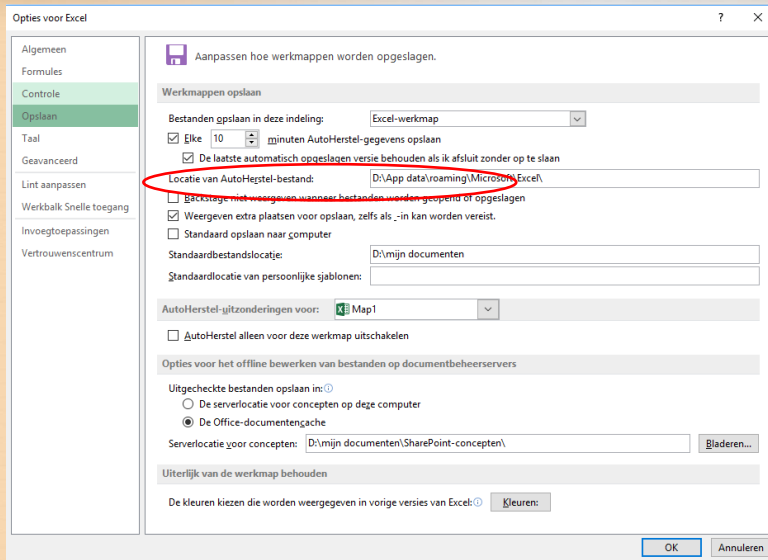 Opties voor Excel
?
Algemeen
Formules
Controle
Opslaan
Taal
Geavanceerd
Lint aanpassen
Werkbalk Snelle toegang
Invoegtoepassingen
Vertrouwenscentrum
Aanpassen hoe werkmappen worden opgeslagen.
Werkmappen opslaan
Bestanden opslaan in deze indeling: Excel-werkmap
Elke 10 minuten AutoHerstel-gegevens opslaan
De laatste automatisch opgeslagen versie behouden als ik afsluit zonder op te slaan
Locatie van AutoHerstel-bestand: D:\App data\roaming\Microsoft\Excel\
Backstage niet weergeven wanneer bestanden worden geopend of opgeslagen
Weergeven extra plaatsen voor opslaan, zelfs als -in kan worden vereist.
Standaard opslaan naar computer
Standaardbestandslocatie: D:\mijn documenten
Standaardlocatie van persoonlijke sjablonen:
AutoHerstel-uitzonderingen voor: Map1
AutoHerstel alleen voor deze werkmap uitschakelen
Opties voor het offline bewerken van bestanden op documentbeheerservers
Uitgecheckte bestanden opslaan in:
De serverlocatie voor concepten op deze computer
De Office-documentencache
Serverlocatie voor concepten: D:\mijn documenten\SharePoint-concepten\ Bladeren...
Uiterlijk van de werkmap behouden
De kleuren kiezen die worden weergegeven in vorige versies van Excel: Kleuren:
OK Annuleren